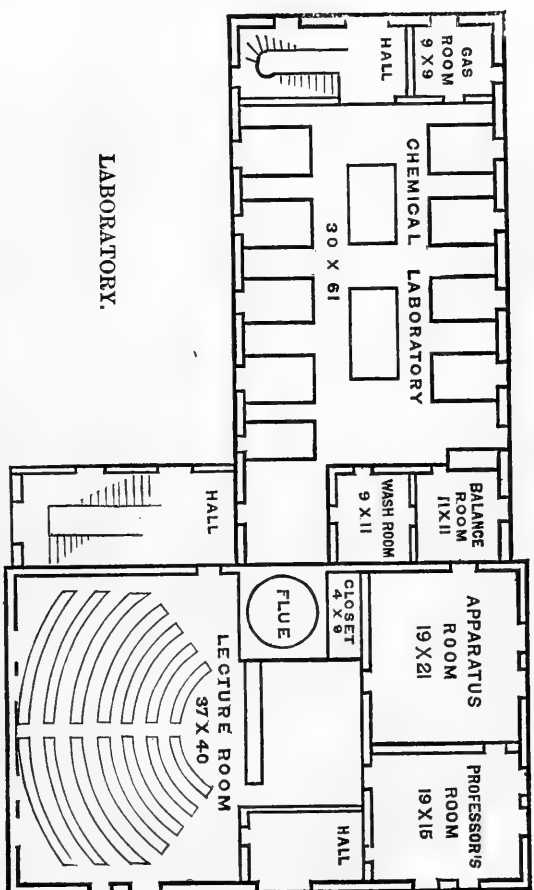 LABORATORY.
GAS
ROOM
9 X 9
HALL
CHEMICAL LABORATORY
30 X 61
BALANCE
ROOM
11 X 11
WASH ROOM
9 X 11
HALL
APPARATUS
ROOM
19 X 21
CLOSET
4 X 9
FLUE
LECTURE ROOM
37 X 40
PROFESSOR'S
ROOM
19 X 15
HALL